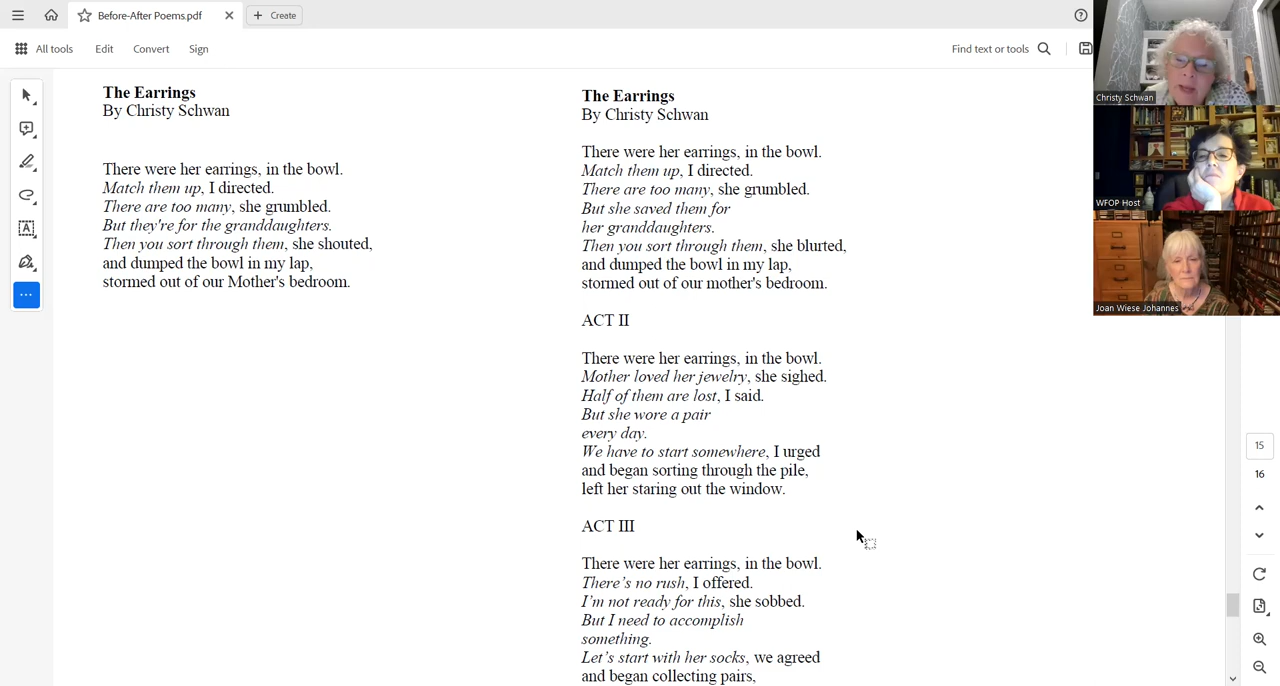 Before-After Poems.pdf
Create
All tools
Edit
Convert
Sign
Find text or tools
The Earrings
By Christy Schwan
There were her earrings, in the bowl.
Match them up, I directed.
There are too many, she grumbled.
But they're for the granddaughters.
Then you sort through them, she shouted,
and dumped the bowl in my lap,
stormed out of our Mother's bedroom.
The Earrings
By Christy Schwan
There were her earrings, in the bowl.
Match them up, I directed.
There are too many, she grumbled.
But she saved them for
her granddaughters.
Then you sort through them, she blurted,
and dumped the bowl in my lap,
stormed out of our mother's bedroom.
ACT II
There were her earrings, in the bowl.
Mother loved her jewelry, she sighed.
Half of them are lost, I said.
But she wore a pair
every day.
We have to start somewhere, I urged
and began sorting through the pile,
left her staring out the window.
ACT III
There were her earrings, in the bowl.
There’s no rush, I offered.
I’m not ready for this, she sobbed.
But I need to accomplish
something.
Let’s start with her socks, we agreed
and began collecting pairs,
Christy Schwan
WFOP Host
Joan Wiese Johannes
15
16